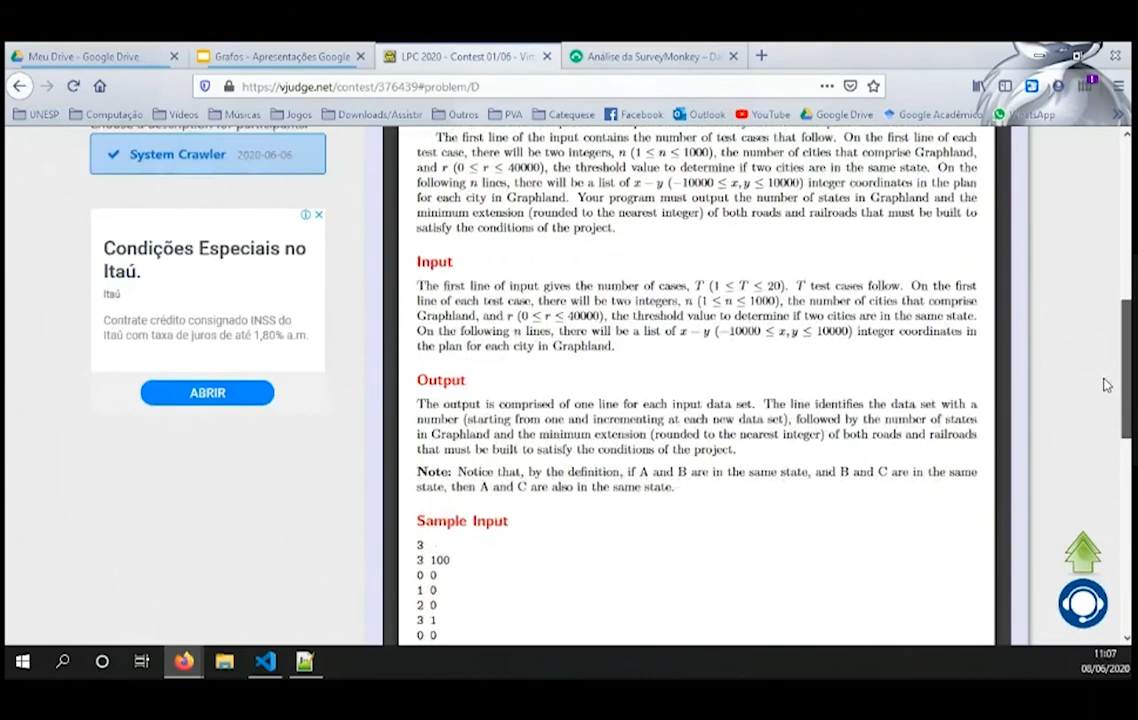 Meu Drive - Google Drive
Grafos - Apresentações Google
LPC 2020 - Contest 01/06 - Vir
Análise da SurveyMonkey - Da
https://vjudge.net/contest/376439#problem/D
UNESP
Computação
Vídeos
Músicas
Jogos
Downloads/Assistir
Outros
PVA
Catequese
Facebook
Outlook
YouTube
Google Drive
Google Acadêmico
WhatsApp
System Crawler 2020-06-06
Condições Especiais no
Itaú.
Itaú
Contrate crédito consignado INSS do
Itaú com taxa de juros de até 1,80% a.m.
ABRIR
The first line of the input contains the number of test cases that follow. On the first line of each
test case, there will be two integers, n (1 ≤ n ≤ 1000), the number of cities that comprise Graphland,
and r (0 ≤ r ≤ 40000), the threshold value to determine if two cities are in the same state. On the
following n lines, there will be a list of x − y (−10000 ≤ x, y ≤ 10000) integer coordinates in the plan
for each city in Graphland. Your program must output the number of states in Graphland and the
minimum extension (rounded to the nearest integer) of both roads and railroads that must be built to
satisfy the conditions of the project.
Input
The first line of input gives the number of cases, T (1 ≤ T ≤ 20). T test cases follow. On the first
line of each test case, there will be two integers, n (1 ≤ n ≤ 1000), the number of cities that comprise
Graphland, and r (0 ≤ r ≤ 40000), the threshold value to determine if two cities are in the same state.
On the following n lines, there will be a list of x − y (−10000 ≤ x, y ≤ 10000) integer coordinates in
the plan for each city in Graphland.
Output
The output is comprised of one line for each input data set. The line identifies the data set with a
number (starting from one and incrementing at each new data set), followed by the number of states
in Graphland and the minimum extension (rounded to the nearest integer) of both roads and railroads
that must be built to satisfy the conditions of the project.
Note: Notice that, by the definition, if A and B are in the same state, and B and C are in the same
state, then A and C are also in the same state.
Sample Input
3
3 100
0 0
1 0
2 0
3 1
0 0
11:07
08/06/2020